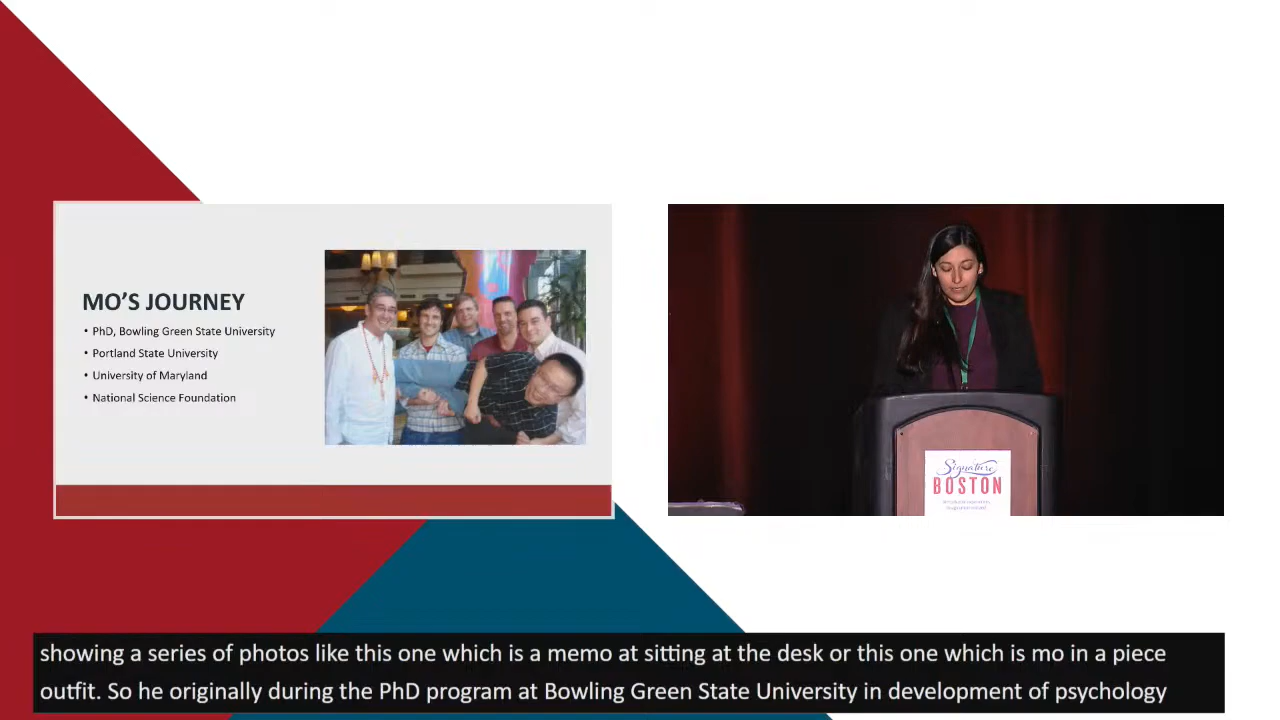 MO'S JOURNEY
• PhD, Bowling Green State University
• Portland State University
• University of Maryland
• National Science Foundation
Signature
BOSTON
showing a series of photos like this one which is a memo at sitting at the desk or this one which is mo in a piece
outfit. So he originally during the PhD program at Bowling Green State University in development of psychology